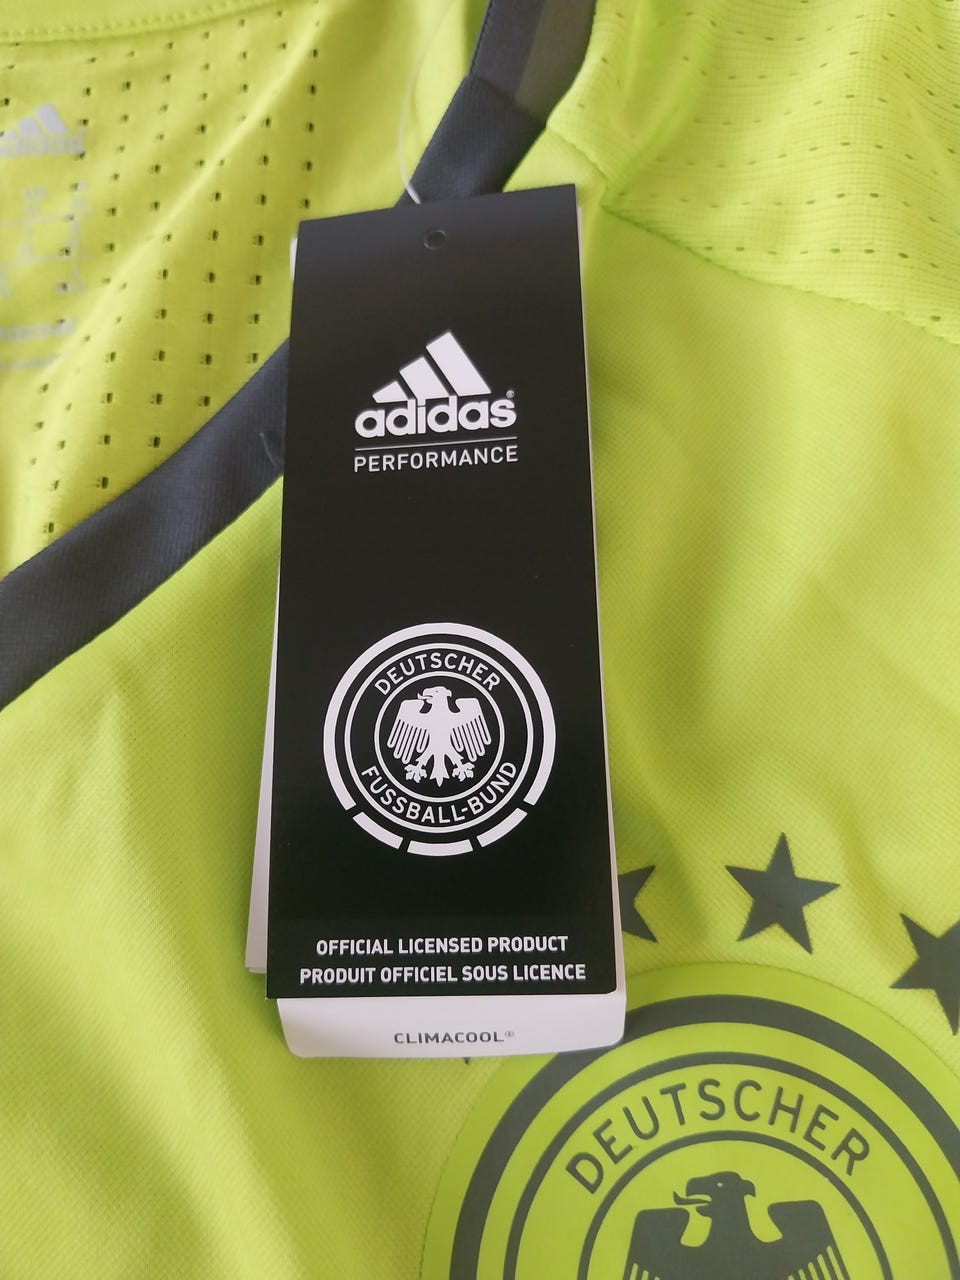 adidas®
PERFORMANCE
DEUTSCHER
FUSSBALL-BUND
OFFICIAL LICENSED PRODUCT
PRODUIT OFFICIEL SOUS LICENCE
CLIMACOOL®
DEUTSCHER